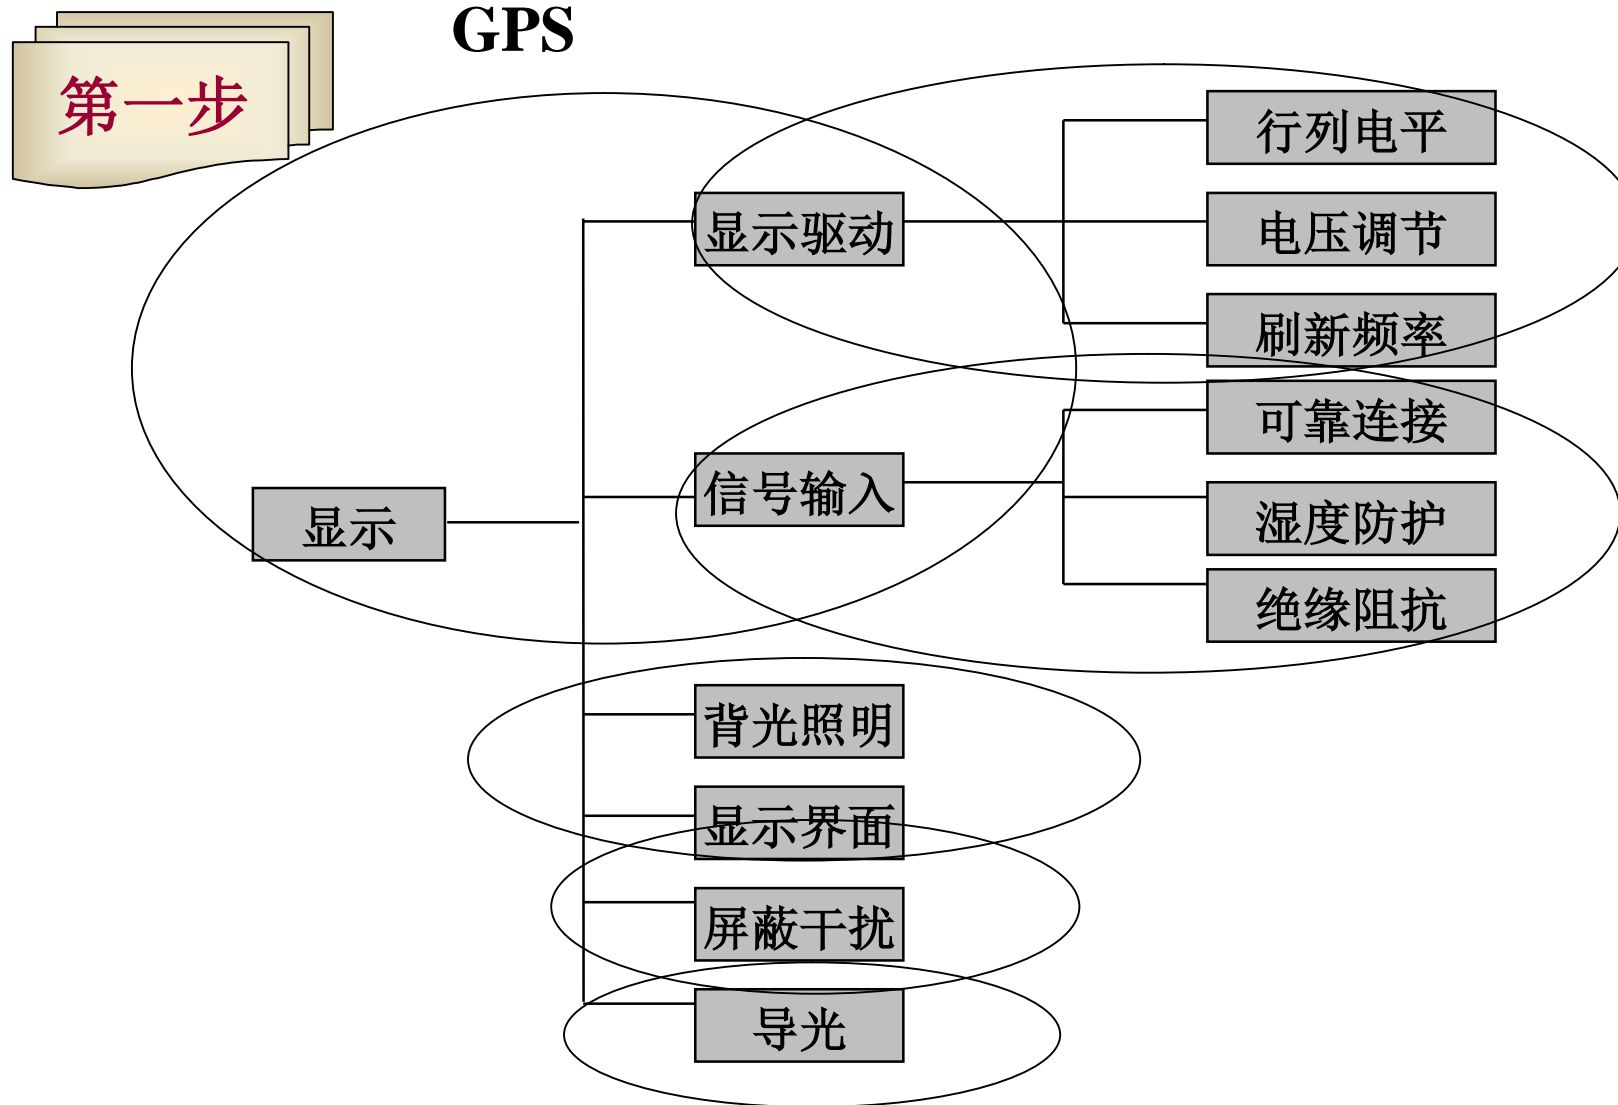 GPS
第一步
行列电平
显示驱动
电压调节
刷新频率
可靠连接
信号输入
湿度防护
显示
绝缘阻抗
背光照明
显示界面
屏蔽干扰
导光